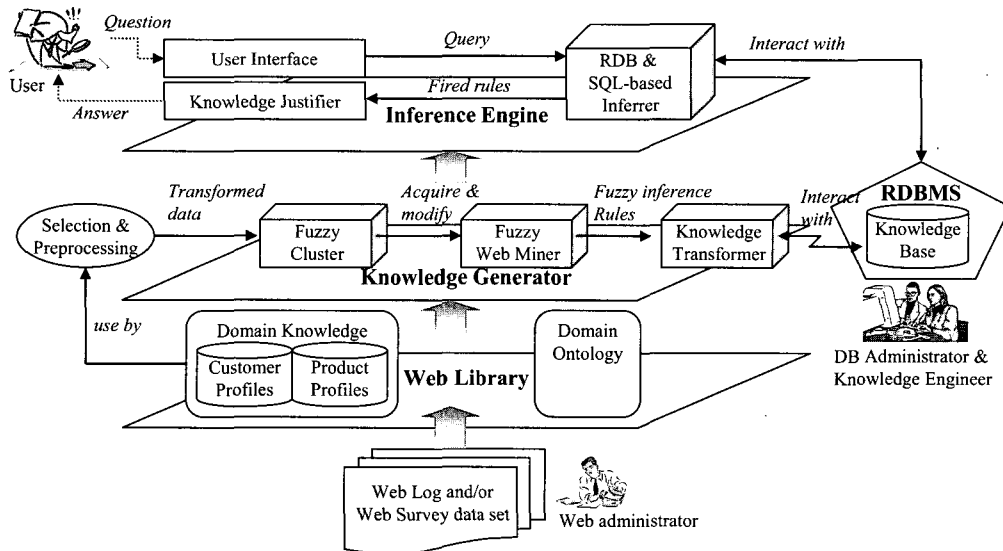 Question
User Interface
Query
RDB &
SQL-based
Inferrer
Interact with
User
Answer
Knowledge Justifier
Fired rules
Inference Engine
Selection &
Preprocessing
Transformed
data
Fuzzy
Cluster
Acquire &
modify
Fuzzy
Web Miner
Fuzzy inference
Rules
Knowledge
Transformer
Interact
with
RDBMS
Knowledge
Base
Knowledge Generator
use by
Domain Knowledge
Customer
Profiles
Product
Profiles
Web Library
Domain
Ontology
DB Administrator &
Knowledge Engineer
Web Log and/or
Web Survey data set
Web administrator